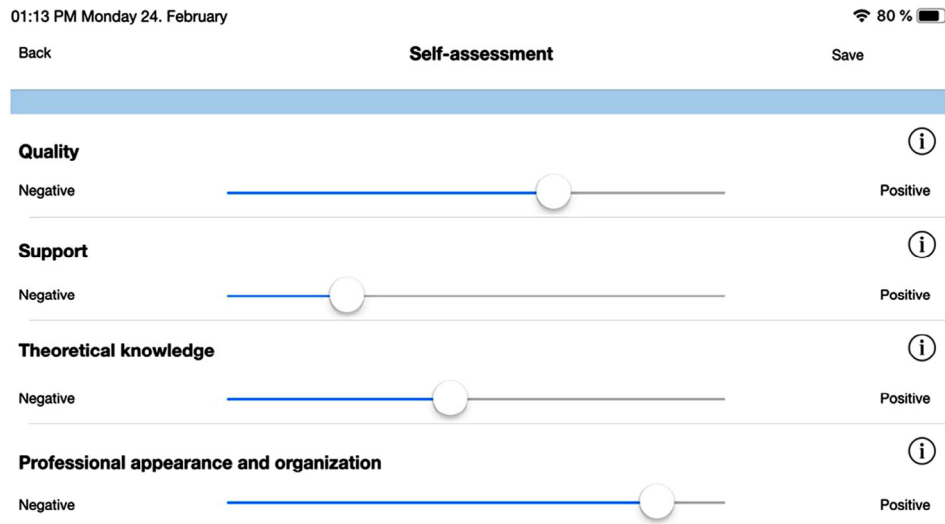 01:13 PM Monday 24. February 80 %
Back Self-assessment Save
Quality
Negative Positive
Support
Negative Positive
Theoretical knowledge
Negative Positive
Professional appearance and organization
Negative Positive